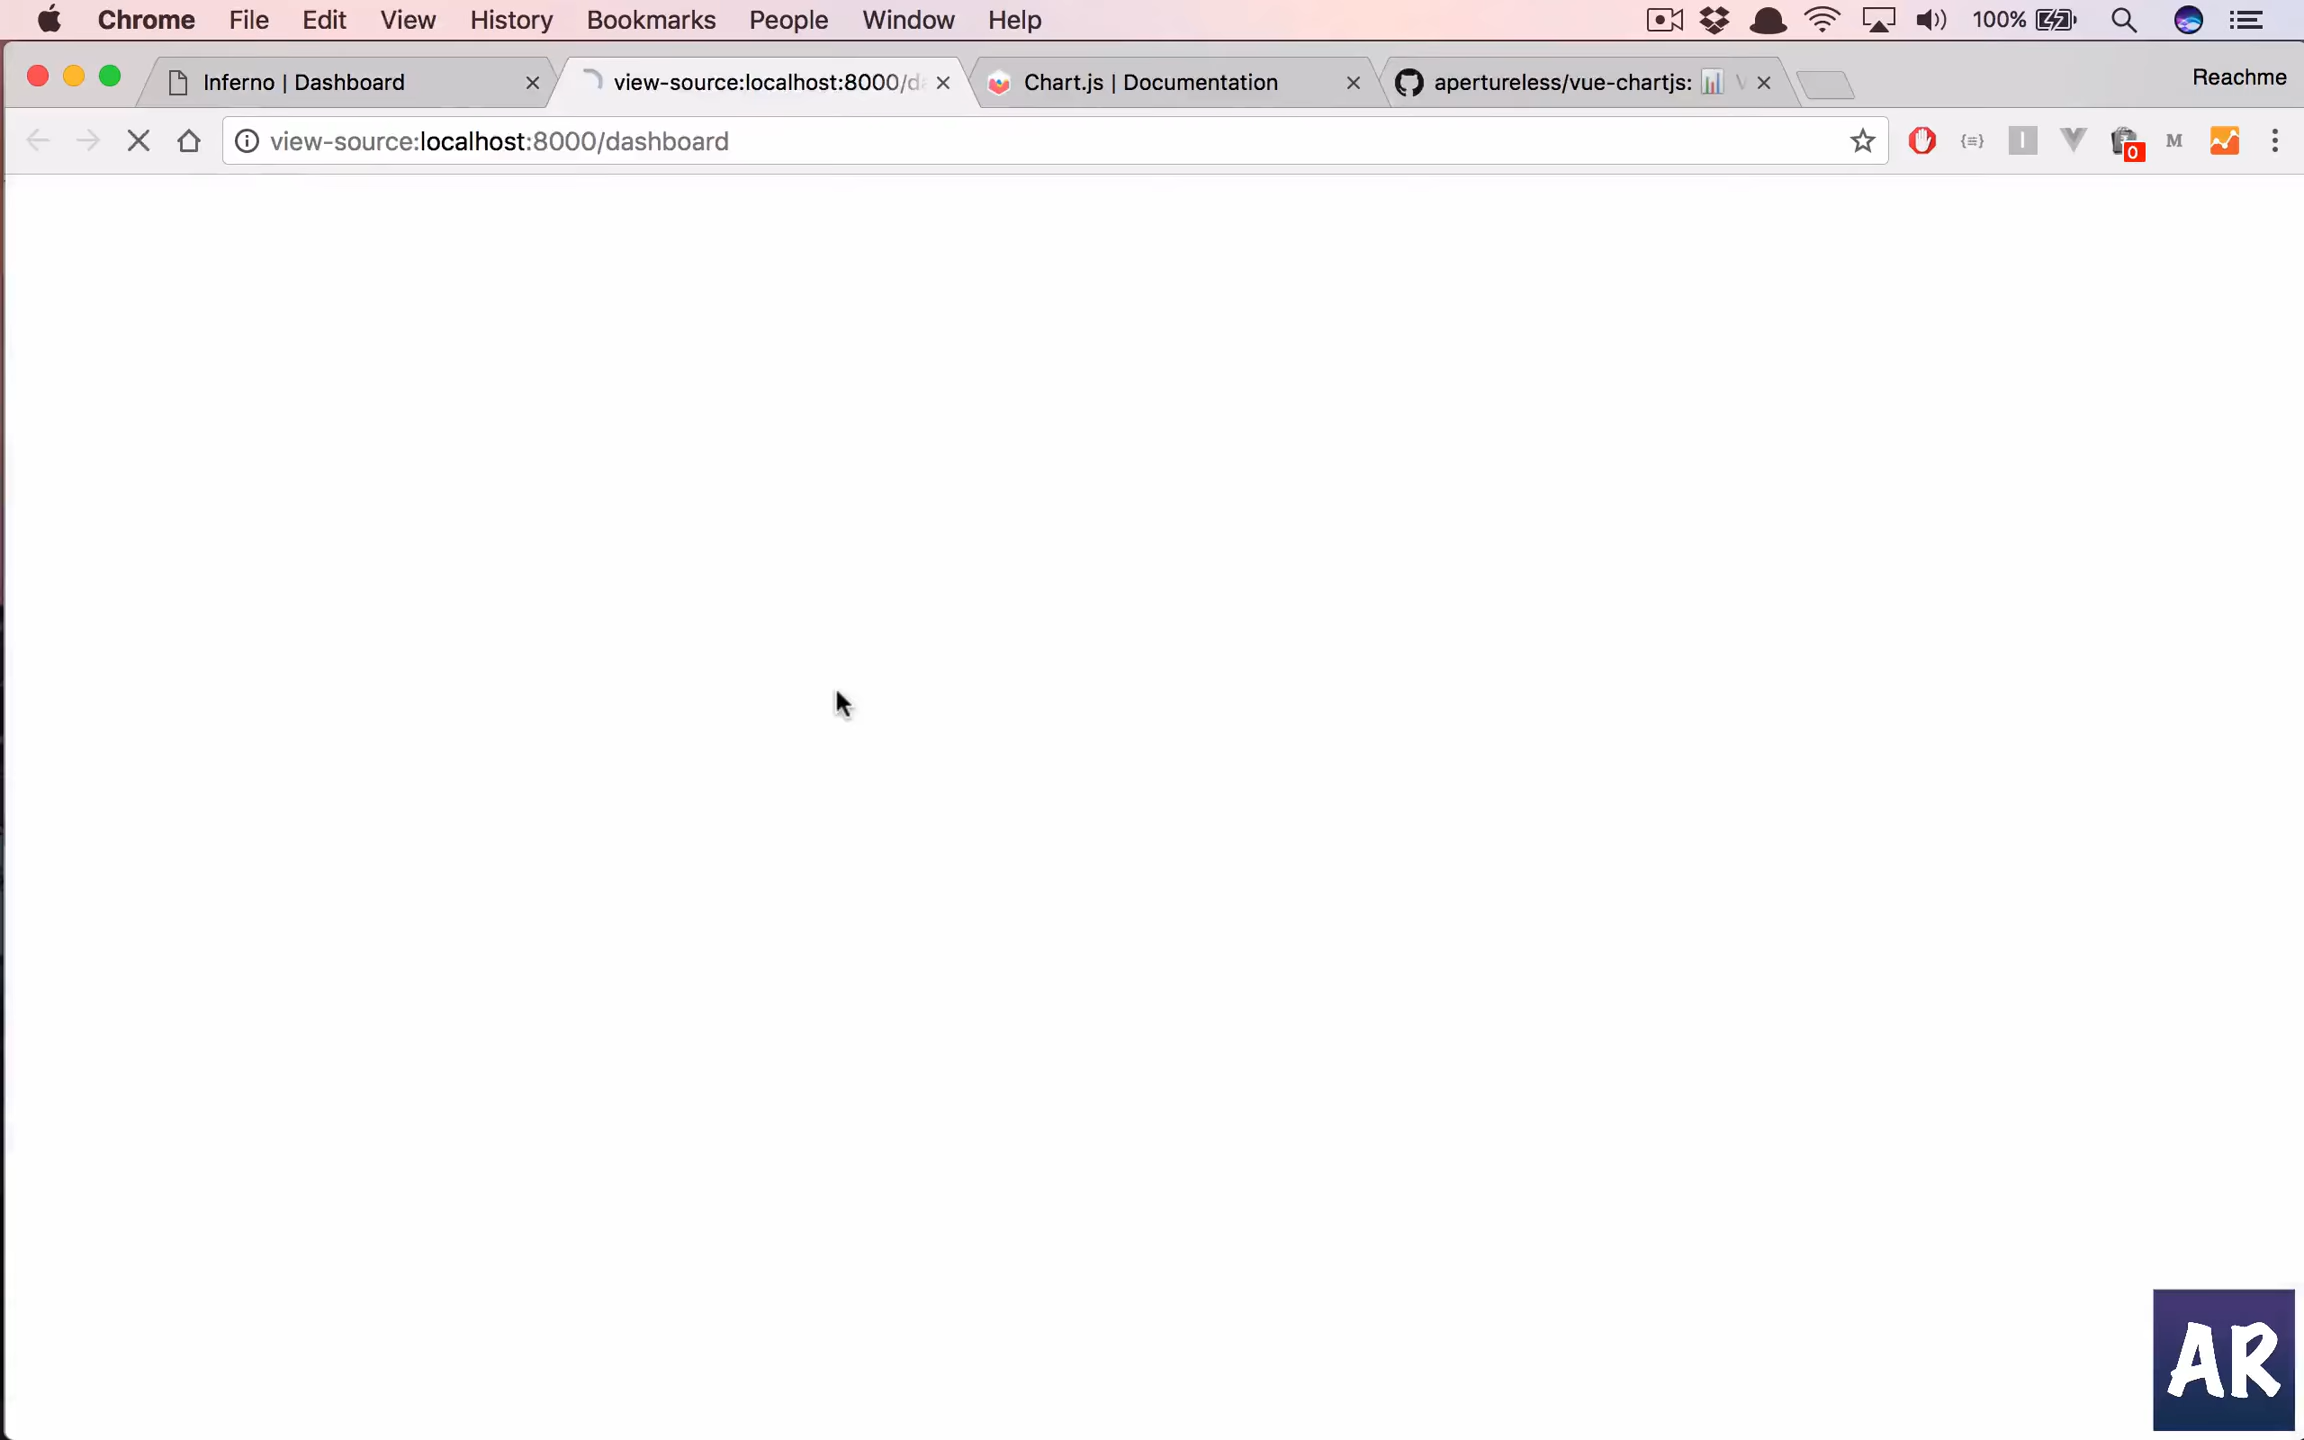 Chrome File Edit View History Bookmarks People Window Help 100%
Inferno | Dashboard view-source:localhost:8000/da Chart.js | Documentation apertureless/vue-chartjs: V Reachme
view-source:localhost:8000/dashboard {≡} I 0 M
AR